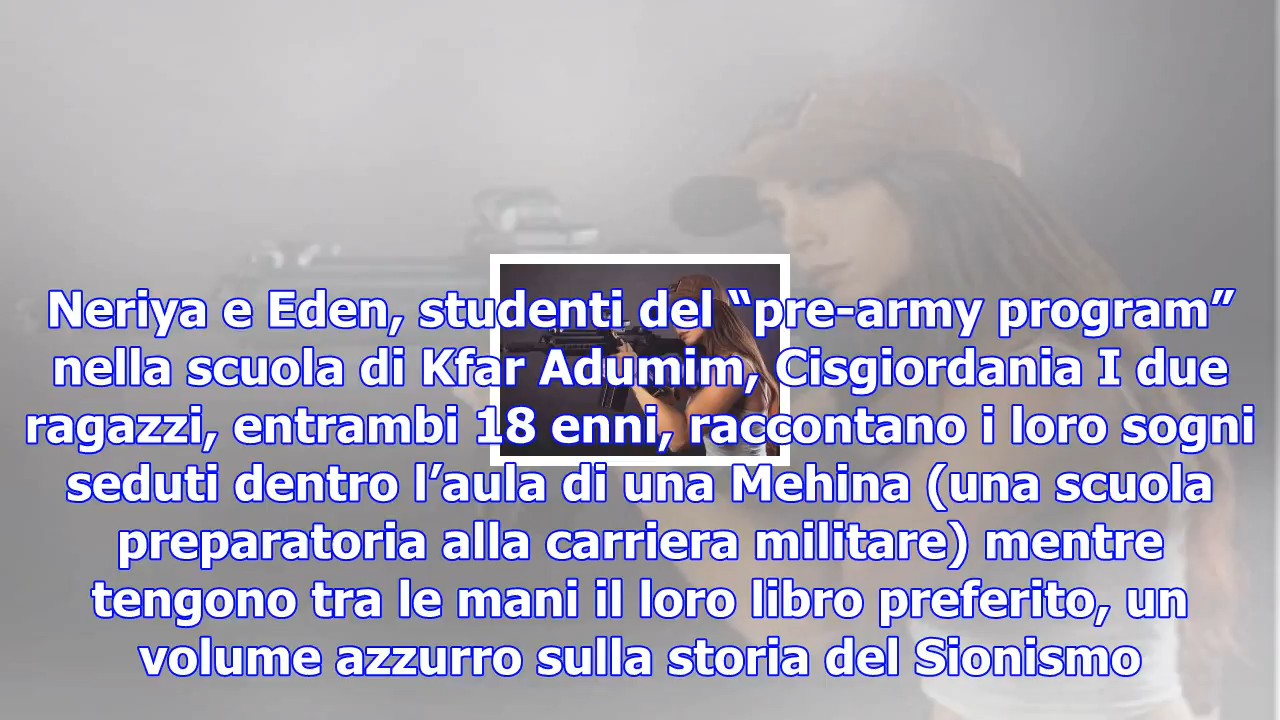 Neriya e Eden, studenti del “pre-army program”
nella scuola di Kfar Adumim, Cisgiordania I due
ragazzi, entrambi 18 enni, raccontano i loro sogni
seduti dentro l’aula di una Mehina (una scuola
preparatoria alla carriera militare) mentre
tengono tra le mani il loro libro preferito, un
volume azzurro sulla storia del Sionismo